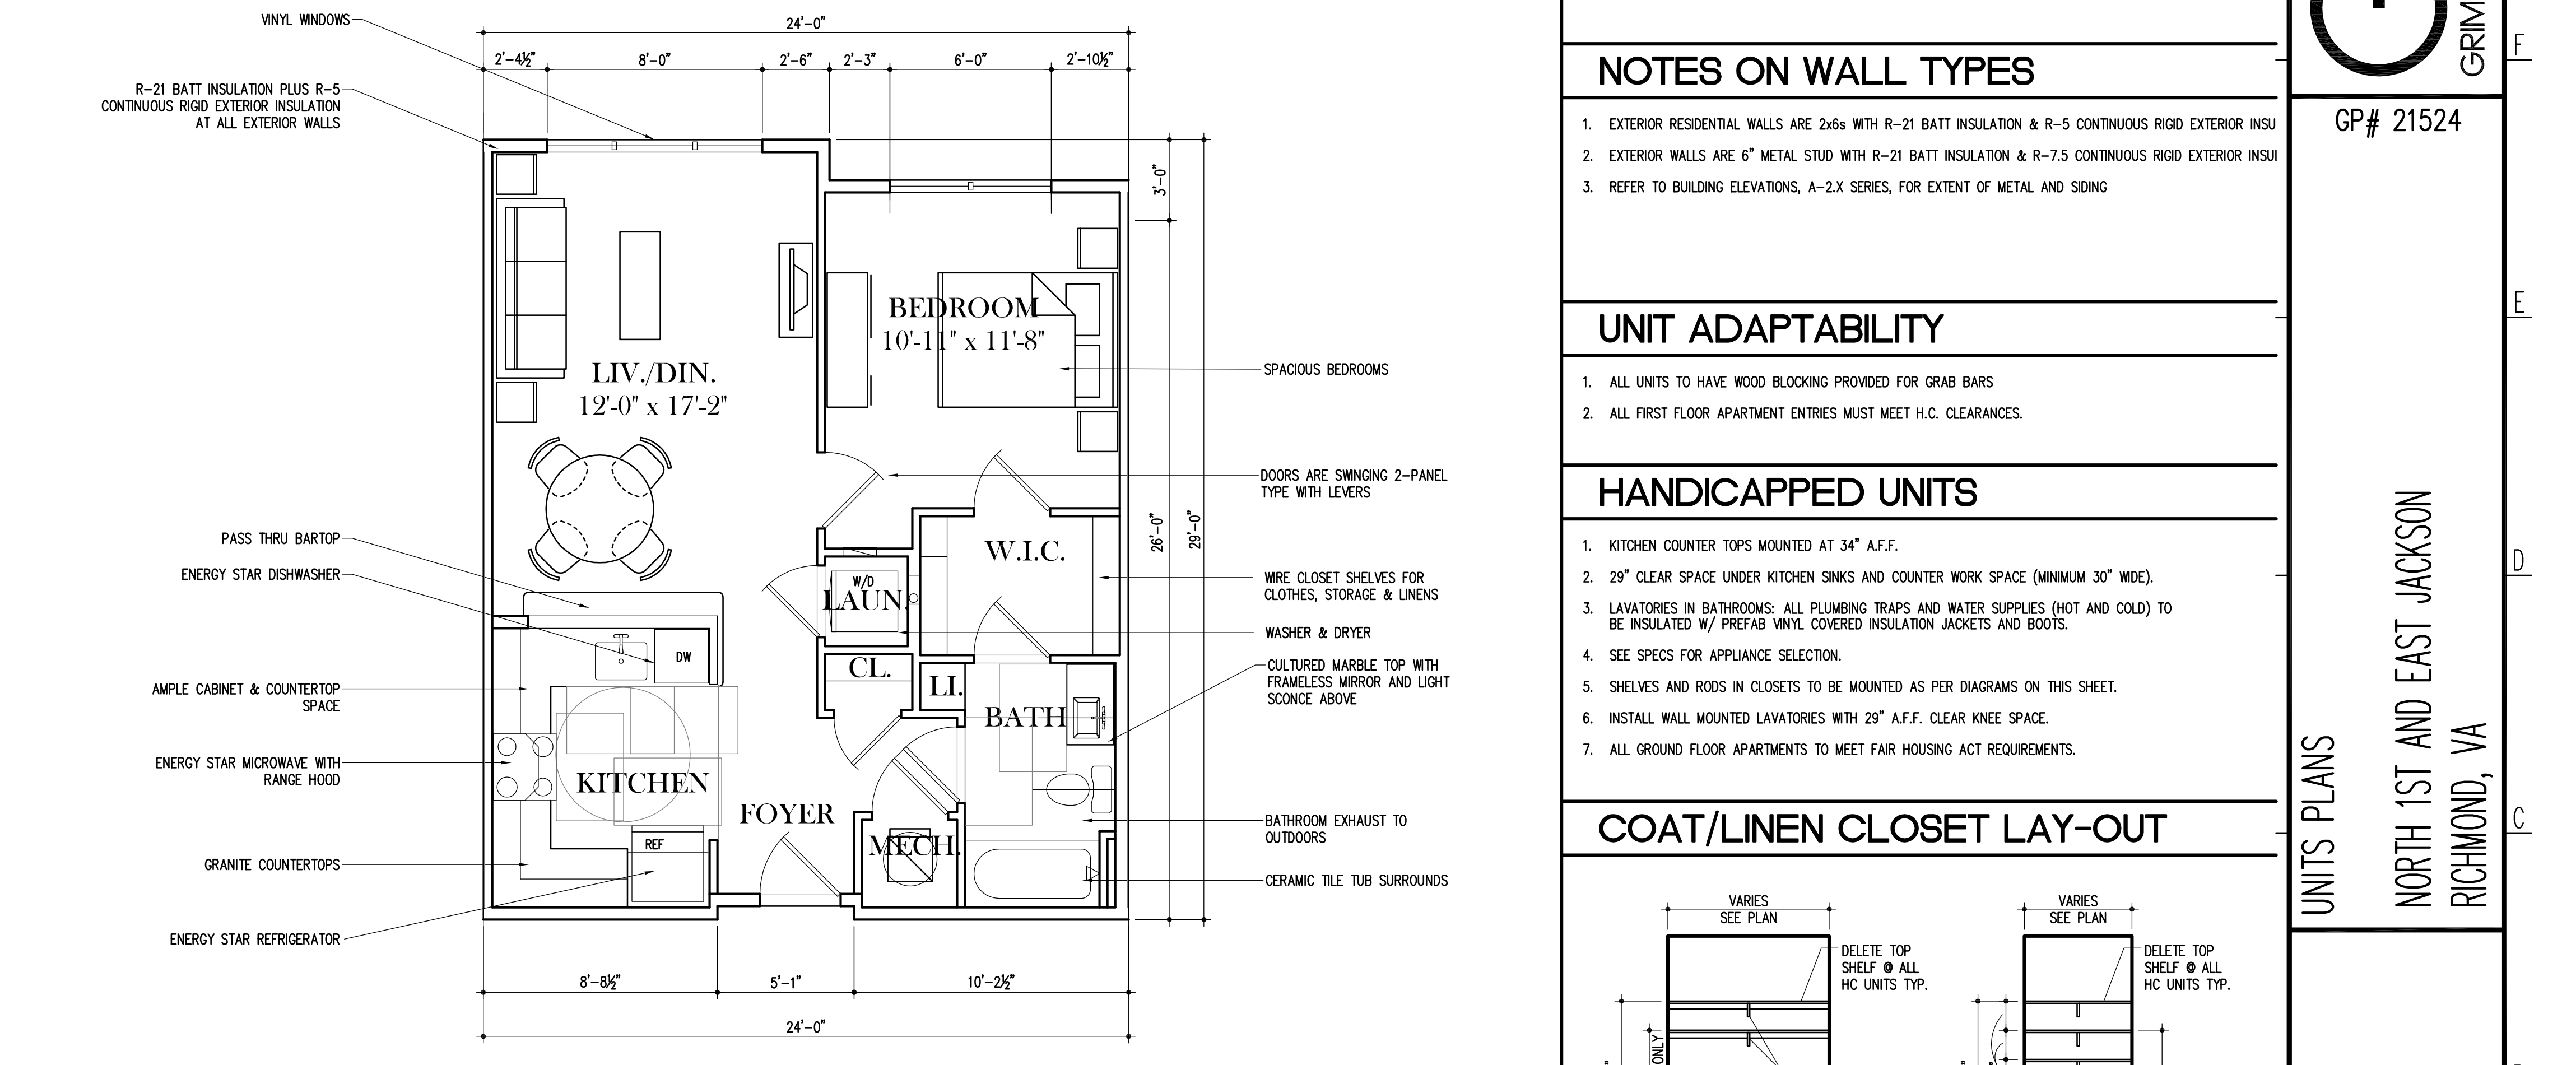 VINYL WINDOWS
R-21 BATT INSULATION PLUS R-5
CONTINUOUS RIGID EXTERIOR INSULATION
AT ALL EXTERIOR WALLS
PASS THRU BARTOP
ENERGY STAR DISHWASHER
AMPLE CABINET & COUNTERTOP
SPACE
ENERGY STAR MICROWAVE WITH
RANGE HOOD
GRANITE COUNTERTOPS
ENERGY STAR REFRIGERATOR
24'-0"
2'-4½"
8'-0"
2'-6"
2'-3"
6'-0"
2'-10½"
BEDROOM
10'-11" x 11'-8"
LIV./DIN.
12'-0" x 17'-2"
W.I.C.
W/D
LAUN.
CL.
LI.
DW
BATH
KITCHEN
FOYER
REF
MECH.
3'-0"
26'-0"
29'-0"
8'-8½"
5'-1"
10'-2½"
24'-0"
SPACIOUS BEDROOMS
DOORS ARE SWINGING 2-PANEL
TYPE WITH LEVERS
WIRE CLOSET SHELVES FOR
CLOTHES, STORAGE & LINENS
WASHER & DRYER
CULTURED MARBLE TOP WITH
FRAMELESS MIRROR AND LIGHT
SCONCE ABOVE
BATHROOM EXHAUST TO
OUTDOORS
CERAMIC TILE TUB SURROUNDS
NOTES ON WALL TYPES
1. EXTERIOR RESIDENTIAL WALLS ARE 2x6s WITH R-21 BATT INSULATION & R-5 CONTINUOUS RIGID EXTERIOR INSU
2. EXTERIOR WALLS ARE 6" METAL STUD WITH R-21 BATT INSULATION & R-7.5 CONTINUOUS RIGID EXTERIOR INSUL
3. REFER TO BUILDING ELEVATIONS, A-2.X SERIES, FOR EXTENT OF METAL AND SIDING
UNIT ADAPTABILITY
1. ALL UNITS TO HAVE WOOD BLOCKING PROVIDED FOR GRAB BARS
2. ALL FIRST FLOOR APARTMENT ENTRIES MUST MEET H.C. CLEARANCES.
HANDICAPPED UNITS
1. KITCHEN COUNTER TOPS MOUNTED AT 34" A.F.F.
2. 29" CLEAR SPACE UNDER KITCHEN SINKS AND COUNTER WORK SPACE (MINIMUM 30" WIDE).
3. LAVATORIES IN BATHROOMS: ALL PLUMBING TRAPS AND WATER SUPPLIES (HOT AND COLD) TO
BE INSULATED W/ PREFAB VINYL COVERED INSULATION JACKETS AND BOOTS.
4. SEE SPECS FOR APPLIANCE SELECTION.
5. SHELVES AND RODS IN CLOSETS TO BE MOUNTED AS PER DIAGRAMS ON THIS SHEET.
6. INSTALL WALL MOUNTED LAVATORIES WITH 29" A.F.F. CLEAR KNEE SPACE.
7. ALL GROUND FLOOR APARTMENTS TO MEET FAIR HOUSING ACT REQUIREMENTS.
COAT/LINEN CLOSET LAY-OUT
VARIES
SEE PLAN
DELETE TOP
SHELF @ ALL
HC UNITS TYP.
ONLY
VARIES
SEE PLAN
DELETE TOP
SHELF @ ALL
HC UNITS TYP.
GRIM
GP# 21524
UNITS PLANS
NORTH 1ST AND EAST JACKSON
RICHMOND, VA
F
E
D
C